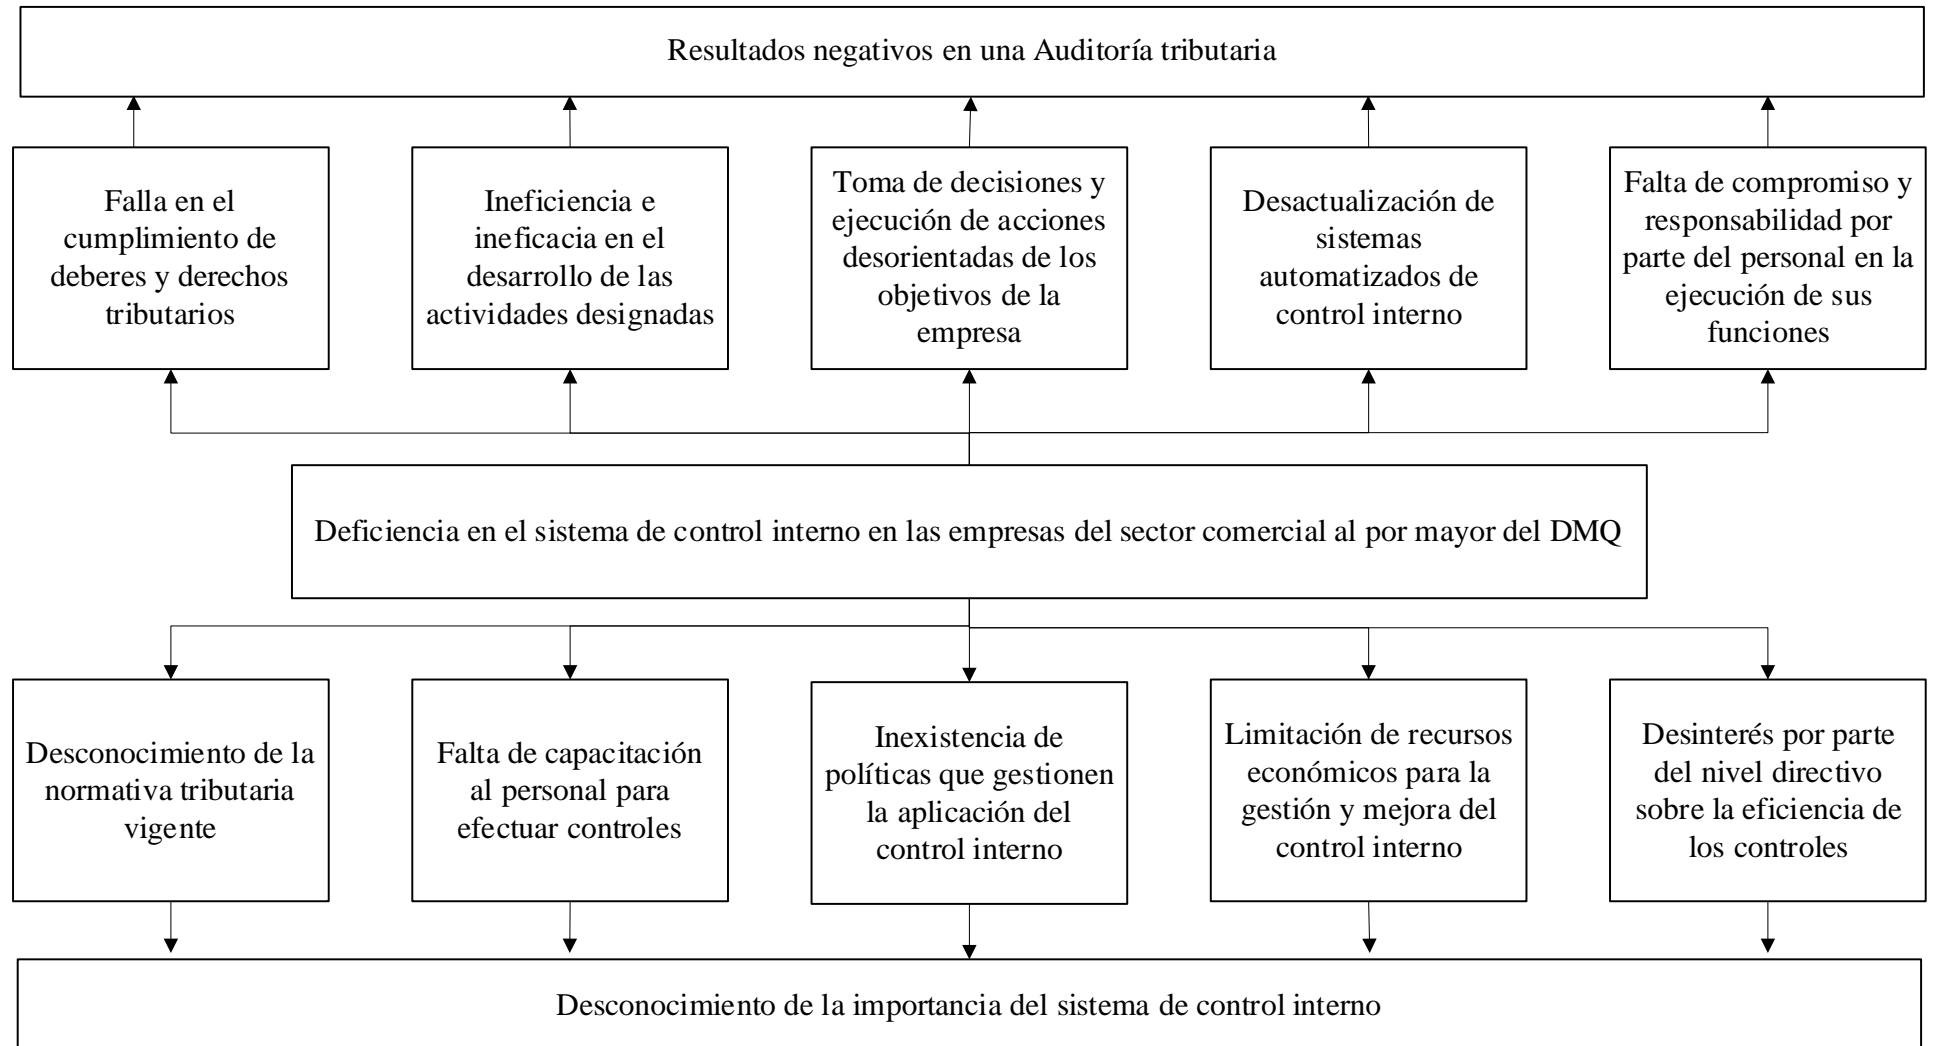 Resultados negativos en una Auditoría tributaria
Falla en el
cumplimiento de
deberes y derechos
tributarios
Ineficiencia e
ineficacia en el
desarrollo de las
actividades designadas
Toma de decisiones y
ejecución de acciones
desorientadas de los
objetivos de la
empresa
Desactualización de
sistemas
automatizados de
control interno
Falta de compromiso y
responsabilidad por
parte del personal en la
ejecución de sus
funciones
Deficiencia en el sistema de control interno en las empresas del sector comercial al por mayor del DMQ
Desconocimiento de la
normativa tributaria
vigente
Falta de capacitación
al personal para
efectuar controles
Inexistencia de
políticas que gestionen
la aplicación del
control interno
Limitación de recursos
económicos para la
gestión y mejora del
control interno
Desinterés por parte
del nivel directivo
sobre la eficiencia de
los controles
Desconocimiento de la importancia del sistema de control interno